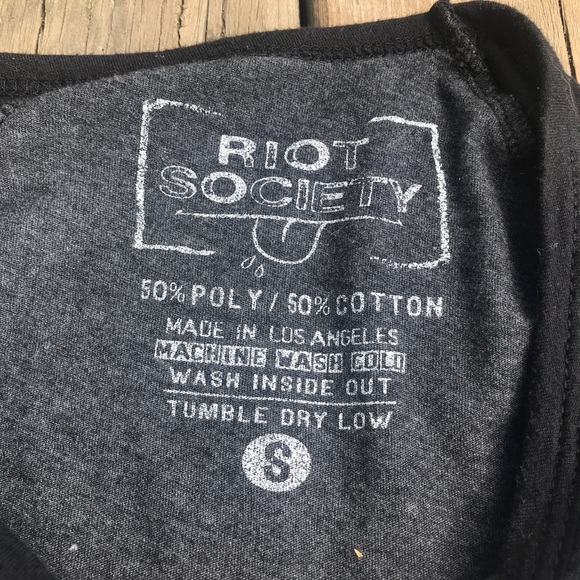 RIOT
SOCIETY
50% POLY / 50% COTTON
MADE IN LOS ANGELES
MACHINE WASH COLD
WASH INSIDE OUT
TUMBLE DRY LOW
S